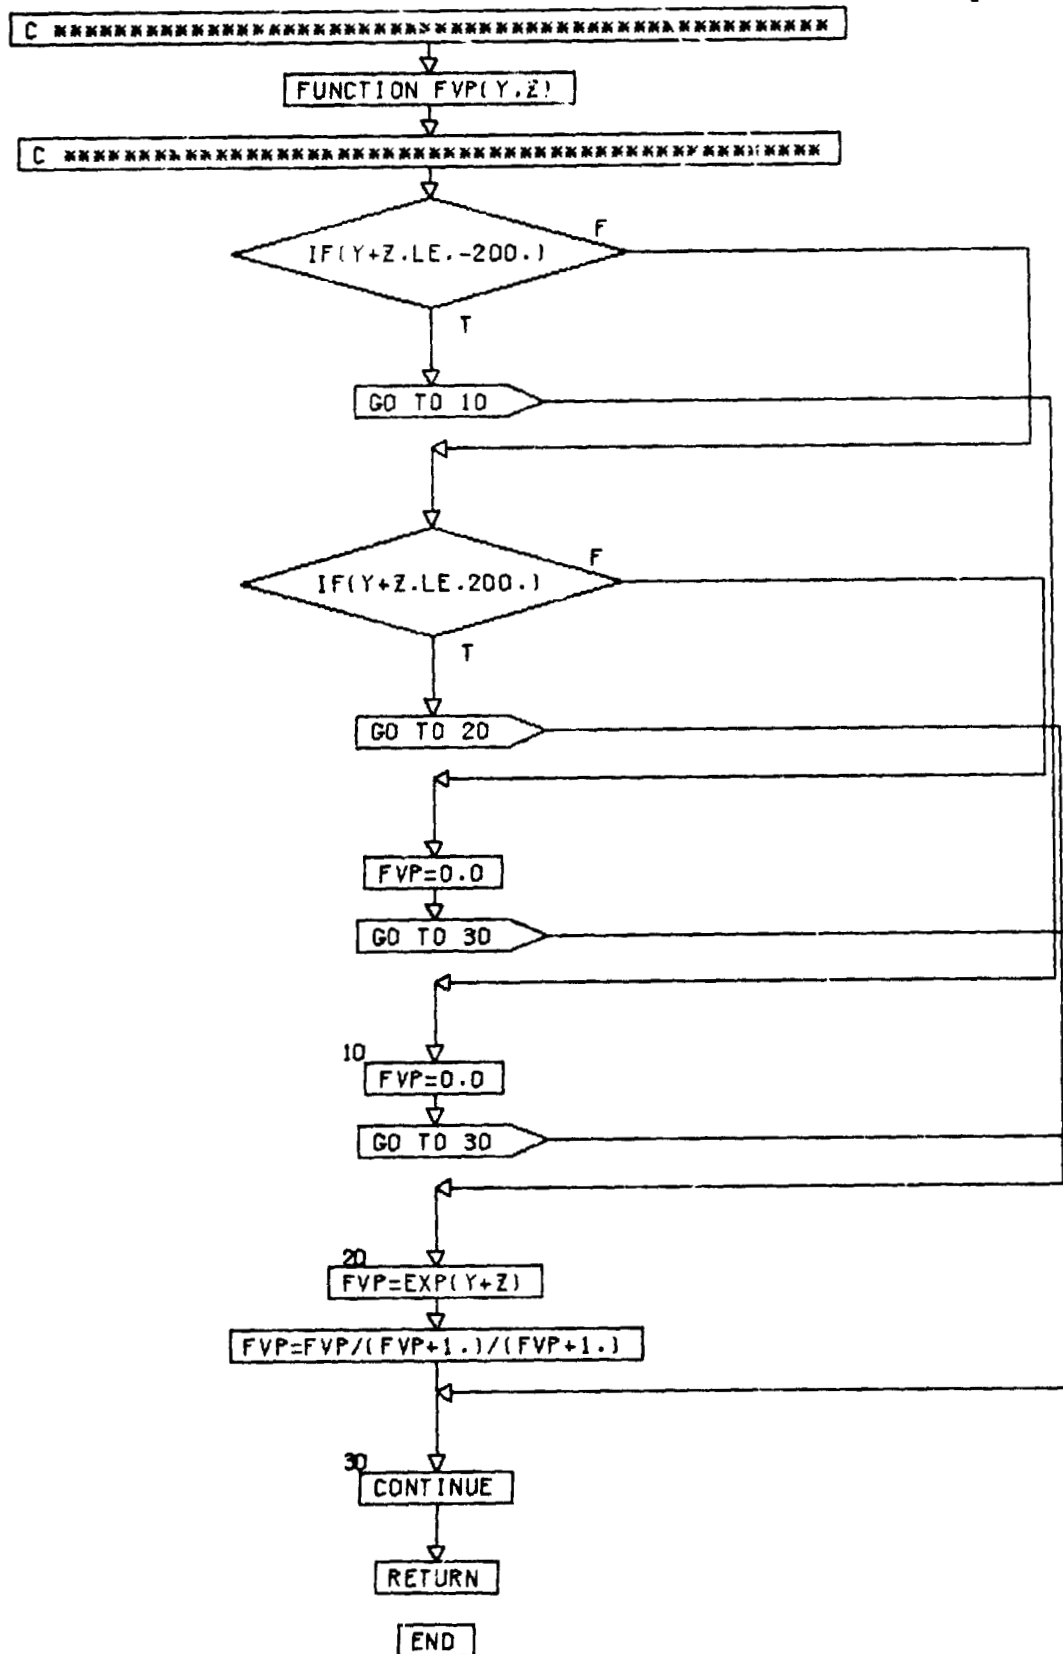 C ****************************************************
FUNCTION FVP(Y,Z)
C ***************************************************
IF(Y+Z.LE.-200.)
F
T
GO TO 10
IF(Y+Z.LE.200.)
F
T
GO TO 20
FVP=0.0
GO TO 30
10
FVP=0.0
GO TO 30
20
FVP=EXP(Y+Z)
FVP=FVP/(FVP+1.)/(FVP+1.)
30
CONTINUE
RETURN
END